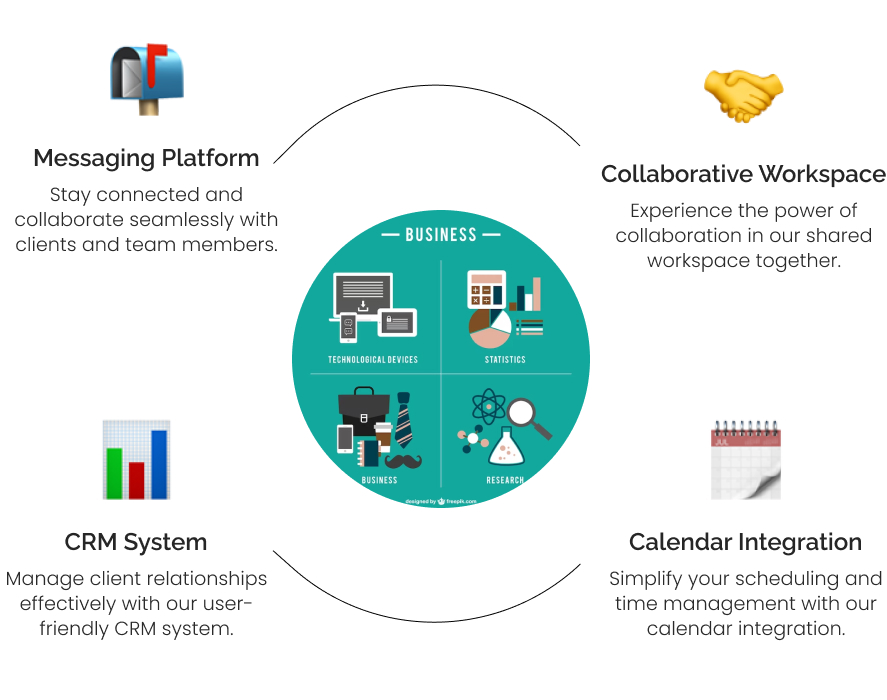 Messaging Platform
Stay connected and
collaborate seamlessly with
clients and team members.
Collaborative Workspace
Experience the power of
collaboration in our shared
workspace together.
BUSINESS
TECHNOLOGICAL DEVICES
STATISTICS
BUSINESS
RESEARCH
designed by freepik.com
JUL
CRM System
Manage client relationships
effectively with our user-
friendly CRM system.
Calendar Integration
Simplify your scheduling and
time management with our
calendar integration.